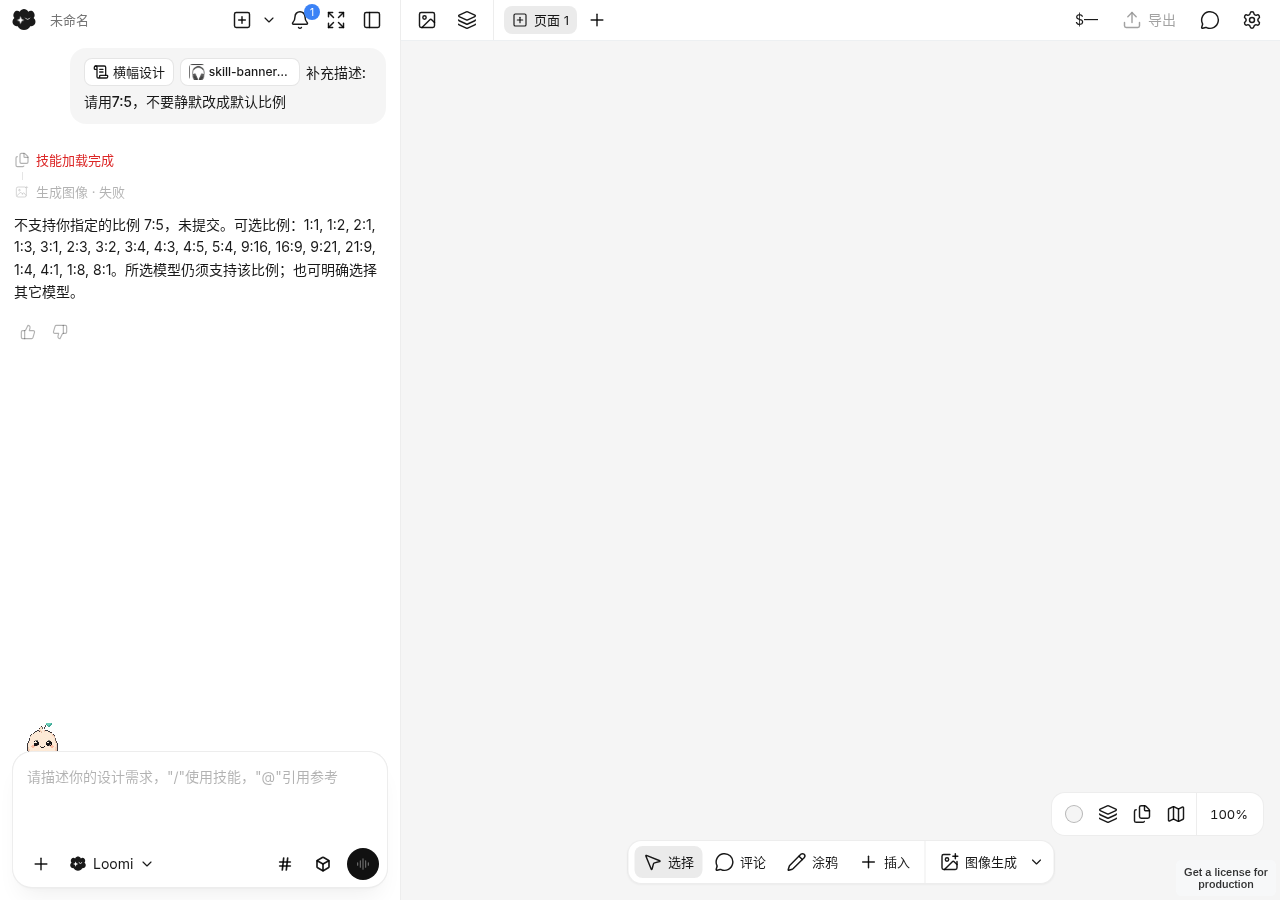 未命名
1
页面 1
$—
导出
横幅设计
skill-banner...
补充描述:
请用7:5，不要静默改成默认比例
技能加载完成
生成图像 · 失败
不支持你指定的比例 7:5，未提交。可选比例：1:1, 1:2, 2:1,
1:3, 3:1, 2:3, 3:2, 3:4, 4:3, 4:5, 5:4, 9:16, 16:9, 9:21, 21:9,
1:4, 4:1, 1:8, 8:1。所选模型仍须支持该比例；也可明确选择
其它模型。
请描述你的设计需求，"/"使用技能，"@"引用参考
Loomi
100%
选择
评论
涂鸦
插入
图像生成
Get a license for
production